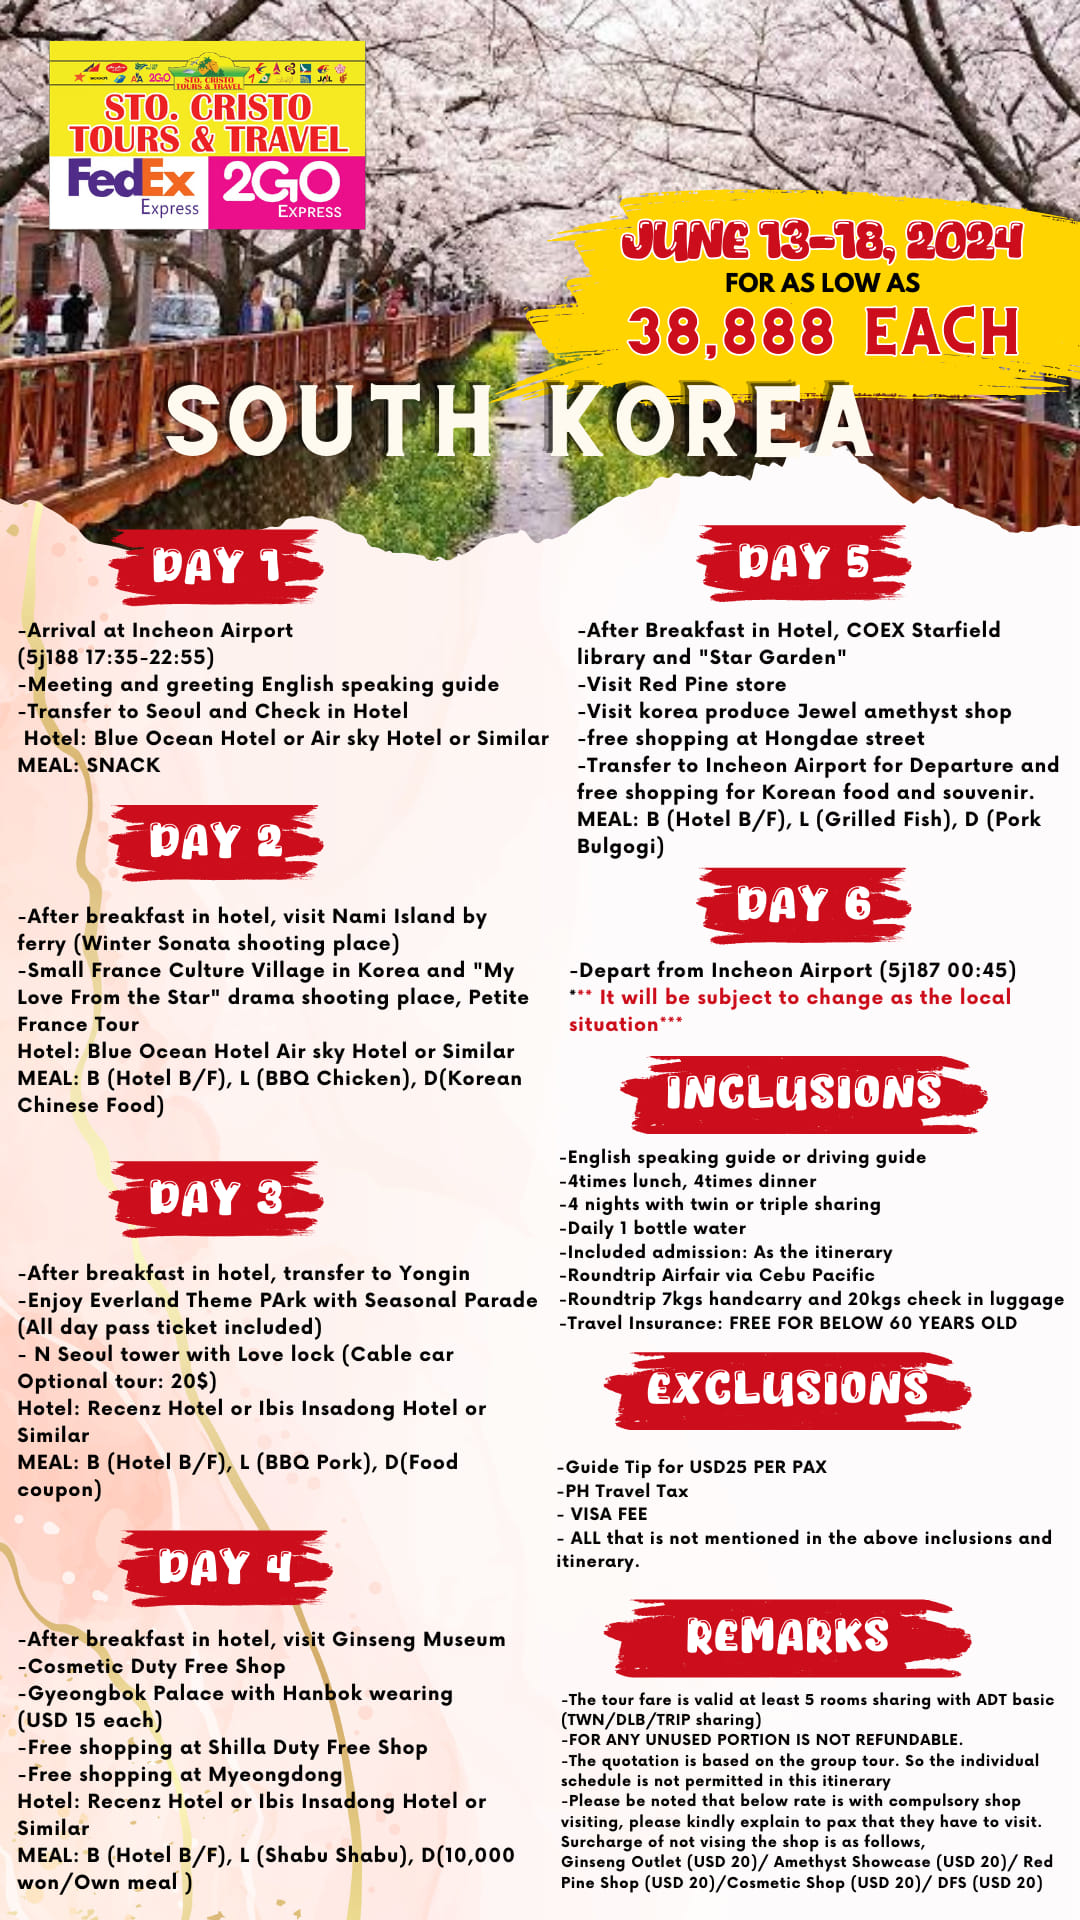 2GO
JAL
STO. CRISTO
TOURS & TRAVEL
STO. CRISTO
TOURS & TRAVEL
FedEx
Express
2GO
EXPRESS
JUNE 13-18, 2024
FOR AS LOW AS
38,888 EACH
SOUTH KOREA
DAY 1
-Arrival at Incheon Airport
(5j188 17:35-22:55)
-Meeting and greeting English speaking guide
-Transfer to Seoul and Check in Hotel
Hotel: Blue Ocean Hotel or Air sky Hotel or Similar
MEAL: SNACK
DAY 2
-After breakfast in hotel, visit Nami Island by
ferry (Winter Sonata shooting place)
-Small France Culture Village in Korea and "My
Love From the Star" drama shooting place, Petite
France Tour
Hotel: Blue Ocean Hotel Air sky Hotel or Similar
MEAL: B (Hotel B/F), L (BBQ Chicken), D(Korean
Chinese Food)
DAY 3
-After breakfast in hotel, transfer to Yongin
-Enjoy Everland Theme PArk with Seasonal Parade
(All day pass ticket included)
- N Seoul tower with Love lock (Cable car
Optional tour: 20$)
Hotel: Recenz Hotel or Ibis Insadong Hotel or
Similar
MEAL: B (Hotel B/F), L (BBQ Pork), D(Food
coupon)
DAY 4
-After breakfast in hotel, visit Ginseng Museum
-Cosmetic Duty Free Shop
-Gyeongbok Palace with Hanbok wearing
(USD 15 each)
-Free shopping at Shilla Duty Free Shop
-Free shopping at Myeongdong
Hotel: Recenz Hotel or Ibis Insadong Hotel or
Similar
MEAL: B (Hotel B/F), L (Shabu Shabu), D(10,000
won/Own meal )
DAY 5
-After Breakfast in Hotel, COEX Starfield
library and "Star Garden"
-Visit Red Pine store
-Visit korea produce Jewel amethyst shop
-free shopping at Hongdae street
-Transfer to Incheon Airport for Departure and
free shopping for Korean food and souvenir.
MEAL: B (Hotel B/F), L (Grilled Fish), D (Pork
Bulgogi)
DAY 6
-Depart from Incheon Airport (5j187 00:45)
*** It will be subject to change as the local
situation***
INCLUSIONS
-English speaking guide or driving guide
-4times lunch, 4times dinner
-4 nights with twin or triple sharing
-Daily 1 bottle water
-Included admission: As the itinerary
-Roundtrip Airfair via Cebu Pacific
-Roundtrip 7kgs handcarry and 20kgs check in luggage
-Travel Insurance: FREE FOR BELOW 60 YEARS OLD
EXCLUSIONS
-Guide Tip for USD25 PER PAX
-PH Travel Tax
- VISA FEE
- ALL that is not mentioned in the above inclusions and
itinerary.
REMARKS
-The tour fare is valid at least 5 rooms sharing with ADT basic
(TWN/DLB/TRIP sharing)
-FOR ANY UNUSED PORTION IS NOT REFUNDABLE.
-The quotation is based on the group tour. So the individual
schedule is not permitted in this itinerary
-Please be noted that below rate is with compulsory shop
visiting, please kindly explain to pax that they have to visit.
Surcharge of not vising the shop is as follows,
Ginseng Outlet (USD 20)/ Amethyst Showcase (USD 20)/ Red
Pine Shop (USD 20)/Cosmetic Shop (USD 20)/ DFS (USD 20)